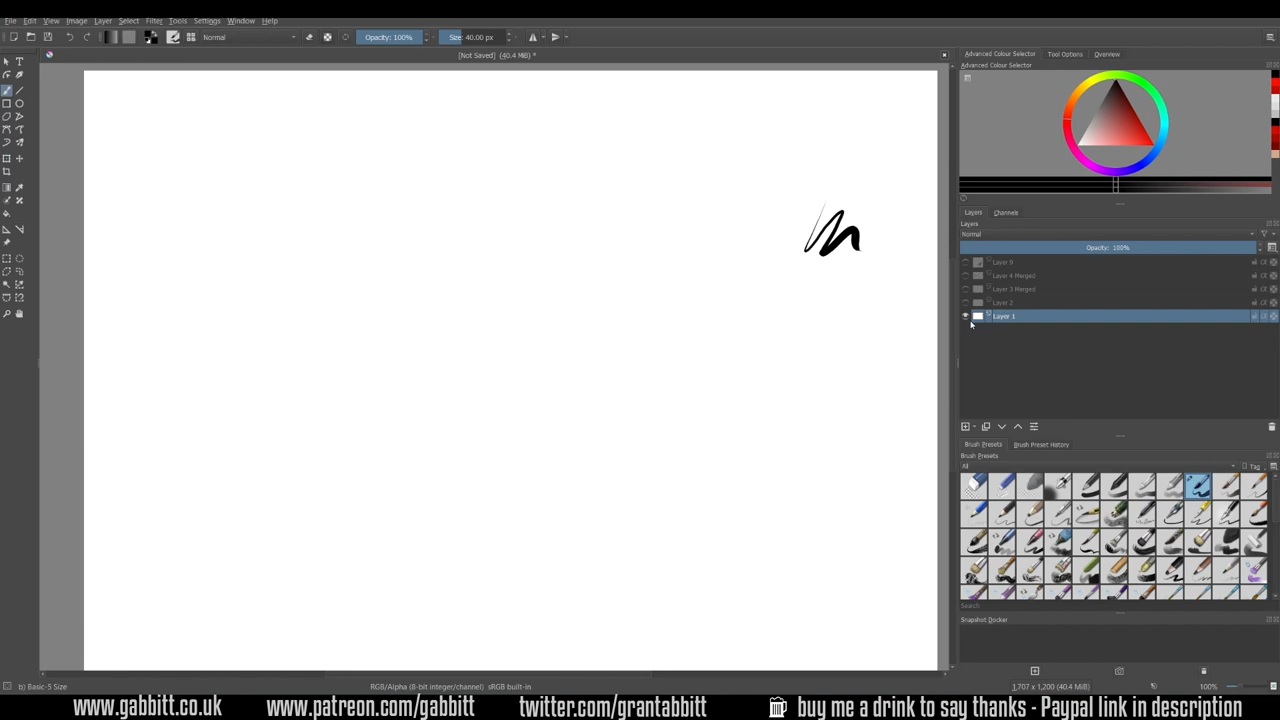 File Edit View Image Layer Select Filter Tools Settings Window Help
Normal Opacity: 100% Size: 40.00 px
[Not Saved] (40.4 MiB) *
Advanced Colour Selector Tool Options Overview
Advanced Colour Selector
Layers Channels
Layers
Normal
Opacity: 100%
Layer 9
Layer 4 Merged
Layer 3 Merged
Layer 2
Layer 1
Brush Presets Brush Preset History
Brush Presets
All Tag
Search
Snapshot Docker
b) Basic-5 Size RGB/Alpha (8-bit integer/channel) sRGB built-in 1,707 x 1,200 (40.4 MiB) 100%
www.gabbitt.co.uk www.patreon.com/gabbitt twitter.com/grantabbitt buy me a drink to say thanks - Paypal link in description